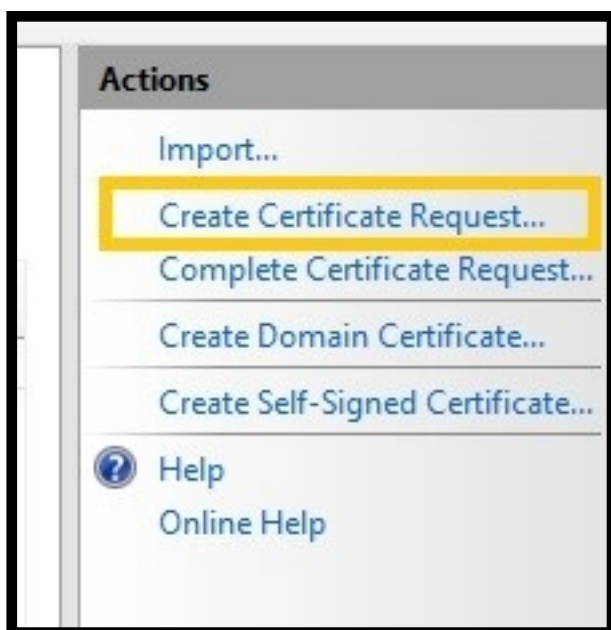 Actions
Import...
Create Certificate Request...
Complete Certificate Request...
Create Domain Certificate...
Create Self-Signed Certificate...
Help
Online Help